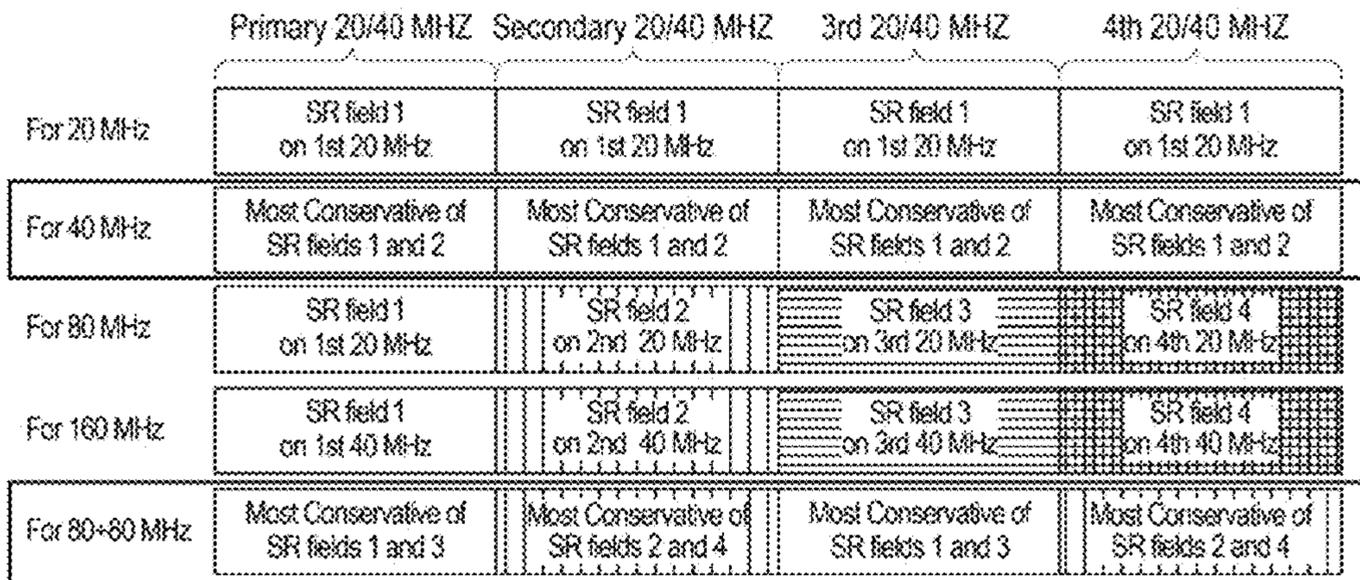 Primary 20/40 MHZ Secondary 20/40 MHZ 3rd 20/40 MHZ 4th 20/40 MHZ
For 20 MHz
SR field 1 on 1st 20 MHz
SR field 1 on 1st 20 MHz
SR field 1 on 1st 20 MHz
SR field 1 on 1st 20 MHz
For 40 MHz
Most Conservative of SR fields 1 and 2
Most Conservative of SR fields 1 and 2
Most Conservative of SR fields 1 and 2
Most Conservative of SR fields 1 and 2
For 80 MHz
SR field 1 on 1st 20 MHz
SR field 2 on 2nd 20 MHz
SR field 3 on 3rd 20 MHz
SR field 4 on 4th 20 MHz
For 160 MHz
SR field 1 on 1st 40 MHz
SR field 2 on 2nd 40 MHz
SR field 3 on 3rd 40 MHz
SR field 4 on 4th 40 MHz
For 80+80 MHz
Most Conservative of SR fields 1 and 3
Most Conservative of SR fields 2 and 4
Most Conservative of SR fields 1 and 3
Most Conservative of SR fields 2 and 4